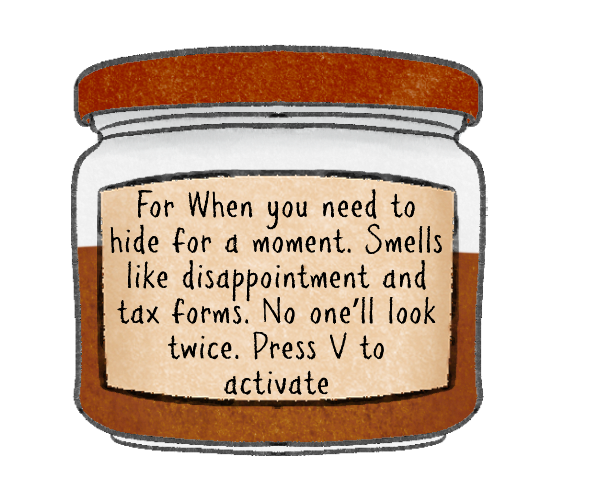 For When you need to
hide for a moment. Smells
like disappointment and
tax forms. No one'll look
twice. Press V to
activate